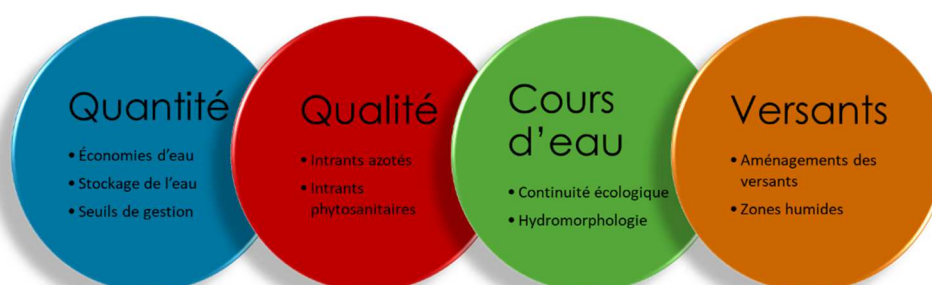 Quantité
• Économies d'eau
• Stockage de l'eau
• Seuils de gestion
Qualité
• Intrants azotés
• Intrants
phytosanitaires
Cours
d'eau
• Continuité écologique
• Hydromorphologie
Versants
• Aménagements des
versants
• Zones humides